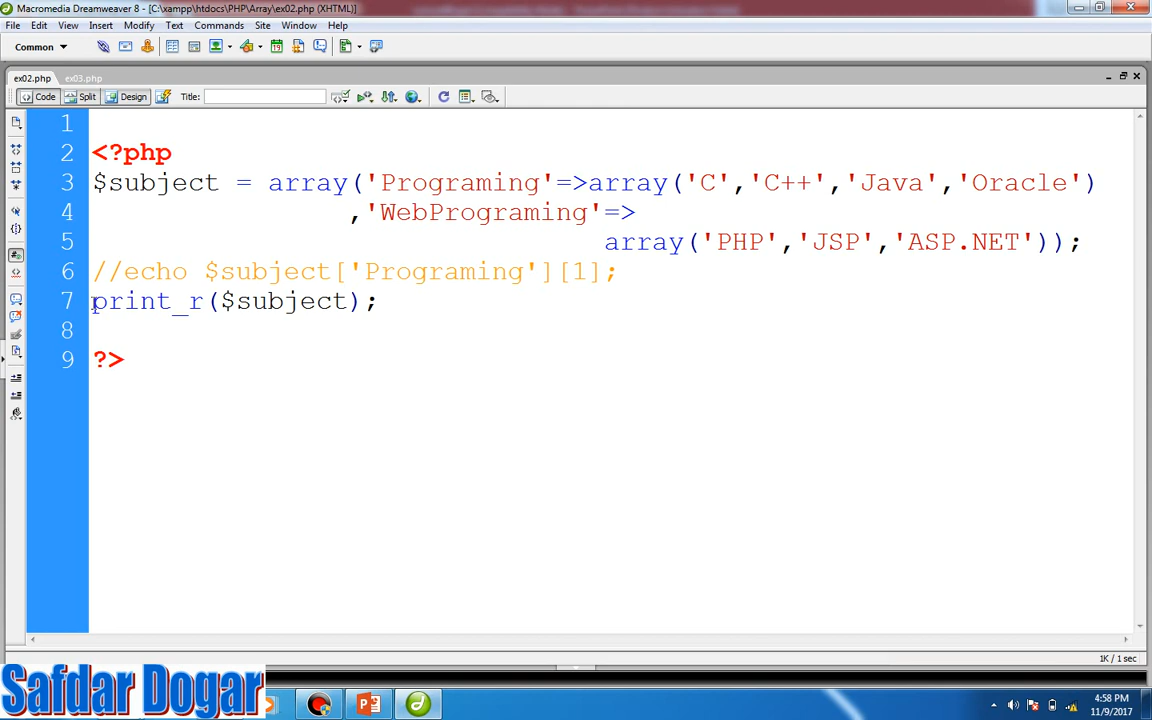 Macromedia Dreamweaver 8 - [C:\xampp\htdocs\PHP\Array\ex02.php (XHTML)]
File Edit View Insert Modify Text Commands Site Window Help
Common
ex02.php ex03.php
Code Split Design Title:
1
2 <?php
3 $subject = array('Programing'=>array('C','C++','Java','Oracle')
4 ,'WebPrograming'=>
5 array('PHP','JSP','ASP.NET'));
6 //echo $subject['Programing'][1];
7 print_r($subject);
8
9 ?>
1K / 1 sec
Safdar Dogar
4:58 PM
11/9/2017